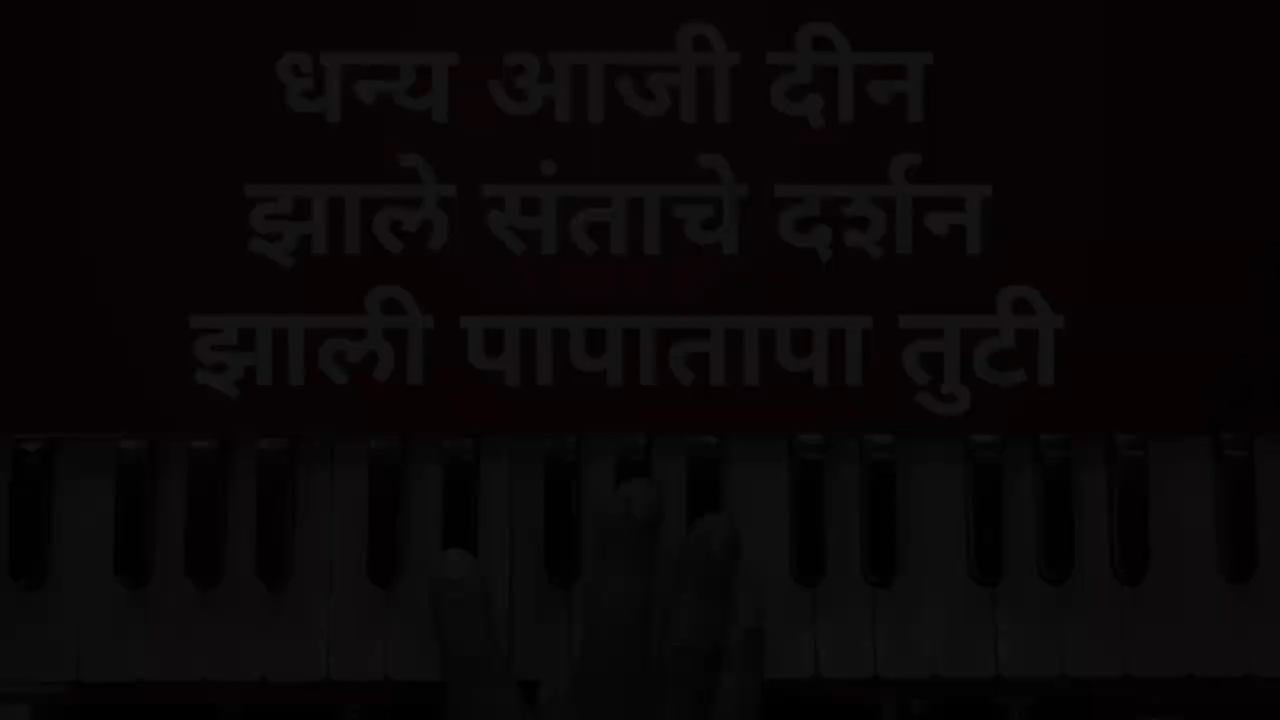 धन्य आजी दीन
झाले संताचे दर्शन
झाली पापातापा तुटी